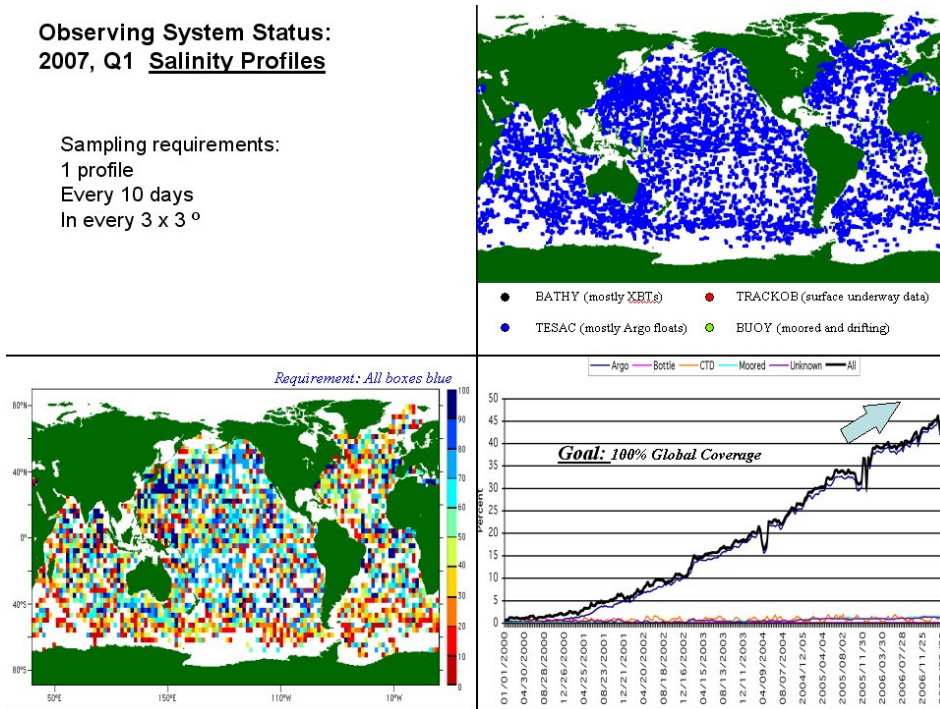 Observing System Status:
2007, Q1 Salinity Profiles
Sampling requirements:
1 profile
Every 10 days
In every 3 x 3 º
BATHY (mostly XBTs)
TRACKOB (surface underway data)
TESAC (mostly Argo floats)
BUOY (moored and drifting)
Requirement: All boxes blue
80°N
40°N
0°
40°S
80°S
50°E
150°E
110°W
10°W
100
90
80
70
60
50
40
30
20
10
0
Argo Bottle CTD Moored Unknown All
Goal: 100% Global Coverage
Percent
50
45
40
35
30
25
20
15
10
5
0
01/01/2000
04/30/2000
08/28/2000
12/26/2000
04/25/2001
08/23/2001
12/21/2001
04/20/2002
08/18/2002
12/16/2002
04/15/2003
08/13/2003
12/11/2003
04/09/2004
08/07/2004
2004/12/05
2005/04/04
2005/08/02
2005/11/30
2006/03/30
2006/07/28
2006/11/25